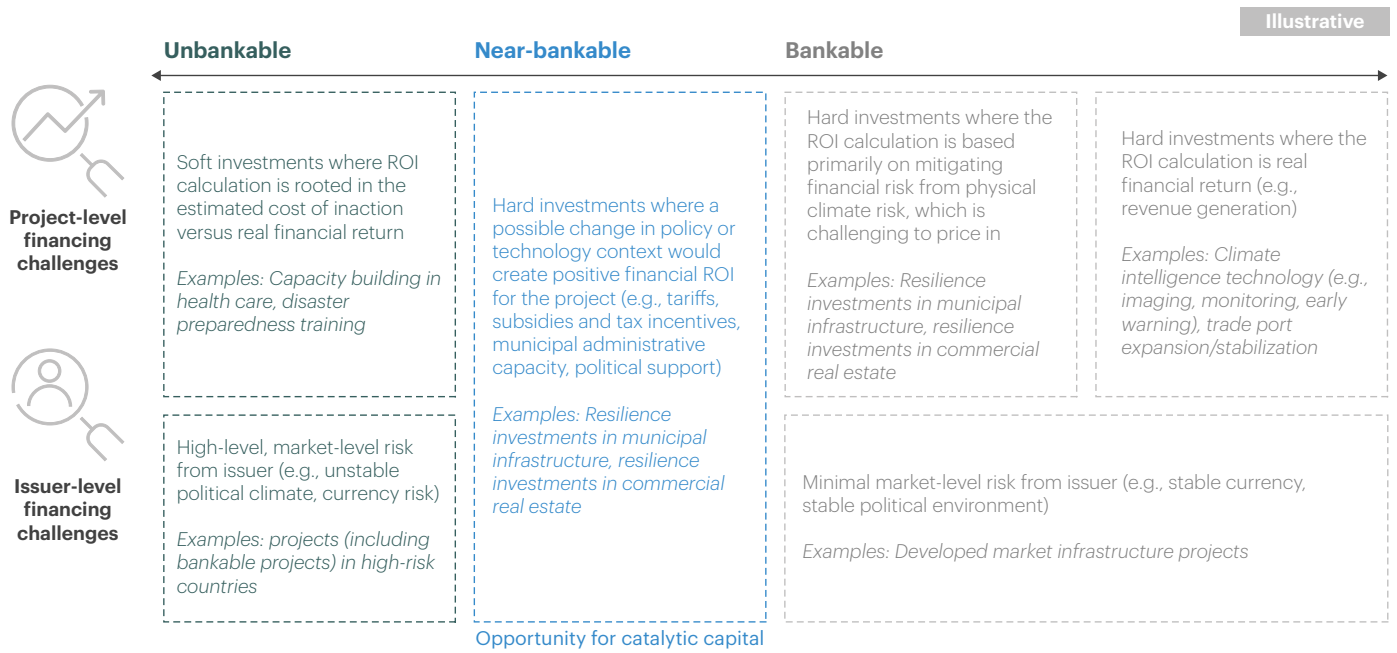 Illustrative
Unbankable
Near-bankable
Bankable
Project-level
financing
challenges
Soft investments where ROI
calculation is rooted in the
estimated cost of inaction
versus real financial return
Examples: Capacity building in
health care, disaster
preparedness training
Hard investments where a
possible change in policy or
technology context would
create positive financial ROI
for the project (e.g., tariffs,
subsidies and tax incentives,
municipal administrative
capacity, political support)
Examples: Resilience
investments in municipal
infrastructure, resilience
investments in commercial
real estate
Hard investments where the
ROI calculation is based
primarily on mitigating
financial risk from physical
climate risk, which is
challenging to price in
Examples: Resilience
investments in municipal
infrastructure, resilience
investments in commercial
real estate
Hard investments where the
ROI calculation is real
financial return (e.g.,
revenue generation)
Examples: Climate
intelligence technology (e.g.,
imaging, monitoring, early
warning), trade port
expansion/stabilization
Issuer-level
financing
challenges
High-level, market-level risk
from issuer (e.g., unstable
political climate, currency risk)
Examples: projects (including
bankable projects) in high-risk
countries
Minimal market-level risk from issuer (e.g., stable currency,
stable political environment)
Examples: Developed market infrastructure projects
Opportunity for catalytic capital